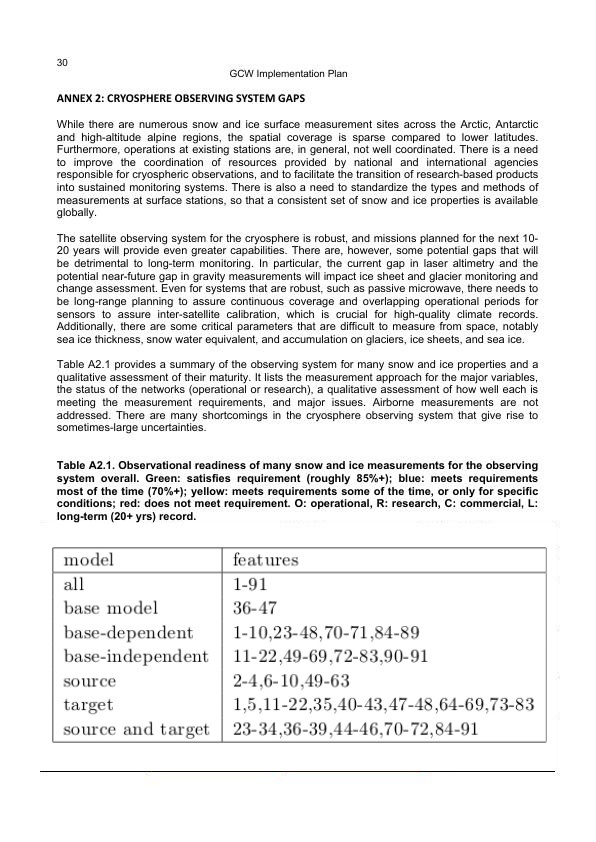 30
GCW Implementation Plan
ANNEX 2: CRYOSPHERE OBSERVING SYSTEM GAPS
While there are numerous snow and ice surface measurement sites across the Arctic, Antarctic
and high-altitude alpine regions, the spatial coverage is sparse compared to lower latitudes.
Furthermore, operations at existing stations are, in general, not well coordinated. There is a need
to improve the coordination of resources provided by national and international agencies
responsible for cryospheric observations, and to facilitate the transition of research-based products
into sustained monitoring systems. There is also a need to standardize the types and methods of
measurements at surface stations, so that a consistent set of snow and ice properties is available
globally.
The satellite observing system for the cryosphere is robust, and missions planned for the next 10-
20 years will provide even greater capabilities. There are, however, some potential gaps that will
be detrimental to long-term monitoring. In particular, the current gap in laser altimetry and the
potential near-future gap in gravity measurements will impact ice sheet and glacier monitoring and
change assessment. Even for systems that are robust, such as passive microwave, there needs to
be long-range planning to assure continuous coverage and overlapping operational periods for
sensors to assure inter-satellite calibration, which is crucial for high-quality climate records.
Additionally, there are some critical parameters that are difficult to measure from space, notably
sea ice thickness, snow water equivalent, and accumulation on glaciers, ice sheets, and sea ice.
Table A2.1 provides a summary of the observing system for many snow and ice properties and a
qualitative assessment of their maturity. It lists the measurement approach for the major variables,
the status of the networks (operational or research), a qualitative assessment of how well each is
meeting the measurement requirements, and major issues. Airborne measurements are not
addressed. There are many shortcomings in the cryosphere observing system that give rise to
sometimes-large uncertainties.
Table A2.1. Observational readiness of many snow and ice measurements for the observing
system overall. Green: satisfies requirement (roughly 85%+); blue: meets requirements
most of the time (70%+); yellow: meets requirements some of the time, or only for specific
conditions; red: does not meet requirement. O: operational, R: research, C: commercial, L:
long-term (20+ yrs) record.
model features
all 1-91
base model 36-47
base-dependent 1-10,23-48,70-71,84-89
base-independent 11-22,49-69,72-83,90-91
source 2-4,6-10,49-63
target 1,5,11-22,35,40-43,47-48,64-69,73-83
source and target 23-34,36-39,44-46,70-72,84-91